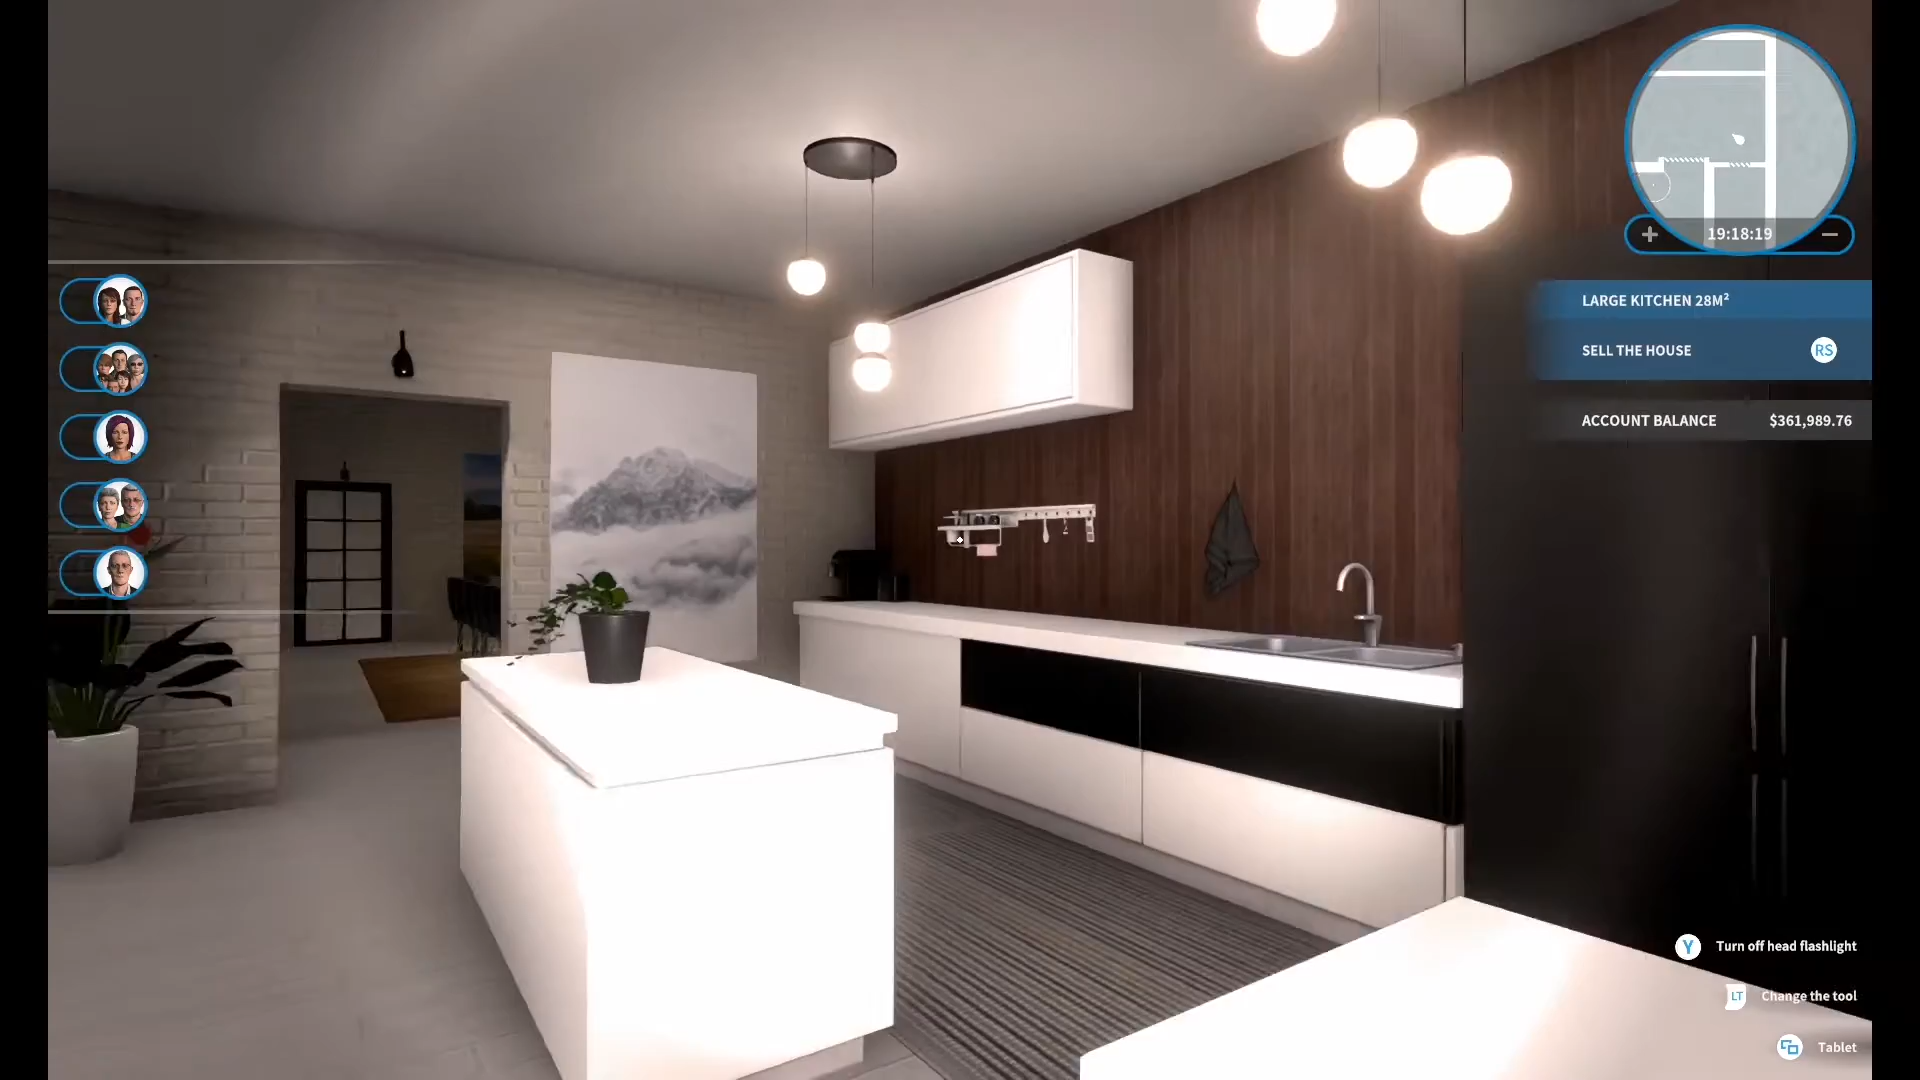 + 19:18:19 −
LARGE KITCHEN 28M²
SELL THE HOUSE RS
ACCOUNT BALANCE $361,989.76
Y Turn off head flashlight
LT Change the tool
Tablet